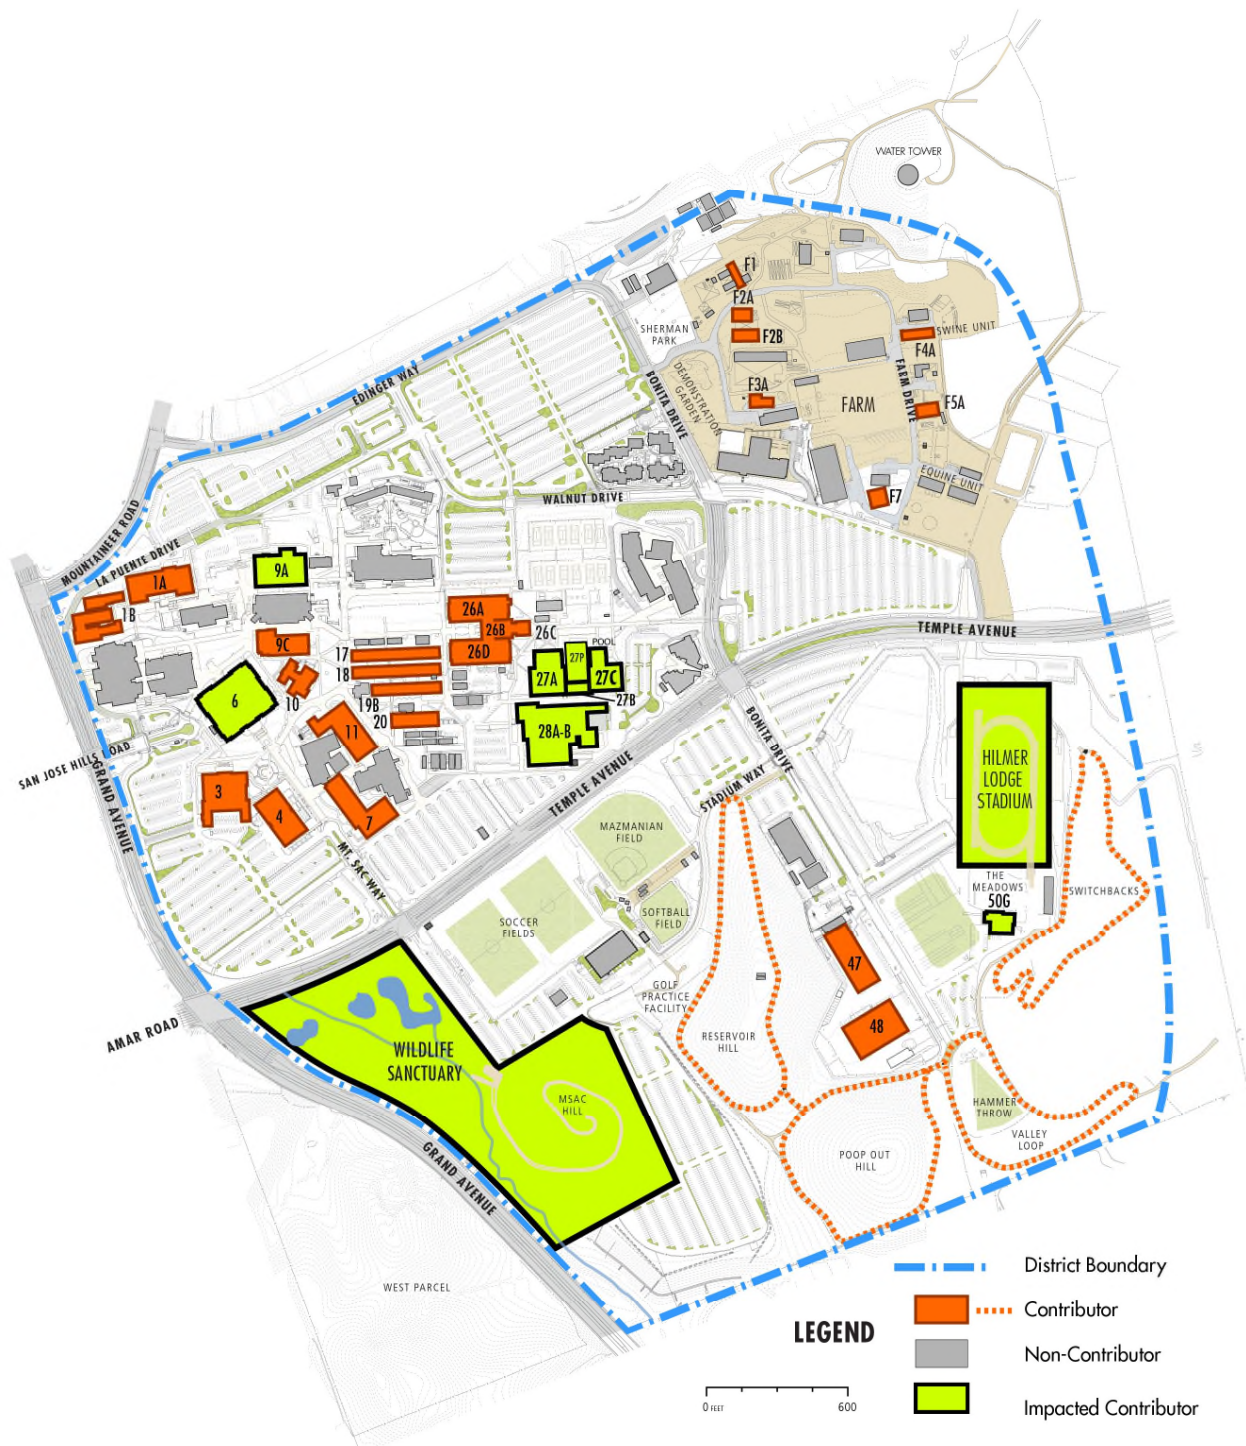 WATER TOWER
F1
F2A
F2B
SHERMAN
PARK
SWINE UNIT
F4A
EDINGER WAY
BONITA DRIVE
DEMONSTRATION
GARDEN
F3A
FARM
FARM DRIVE
F5A
EQUINE UNIT
F7
WALNUT DRIVE
MOUNTAINEER ROAD
LA PUENTE DRIVE
9A
1A
1B
26A
26B
26C
26D
TEMPLE AVENUE
9C
17
18
19B
20
POOL
27A
27P
27C
27B
6
10
11
28A-B
SAN JOSE HILLS ROAD
GRAND AVENUE
3
4
7
MT. SAC WAY
TEMPLE AVENUE
BONITA DRIVE
STADIUM WAY
HILMER
LODGE
STADIUM
MAZMANIAN
FIELD
THE
MEADOWS
50G
SWITCHBACKS
SOCCER
FIELDS
SOFTBALL
FIELD
47
GOLF
PRACTICE
FACILITY
48
RESERVOIR
HILL
AMAR ROAD
WILDLIFE
SANCTUARY
MSAC
HILL
HAMMER
THROW
VALLEY
LOOP
POOP OUT
HILL
GRAND AVENUE
WEST PARCEL
LEGEND
District Boundary
Contributor
Non-Contributor
Impacted Contributor
0 FEET 600